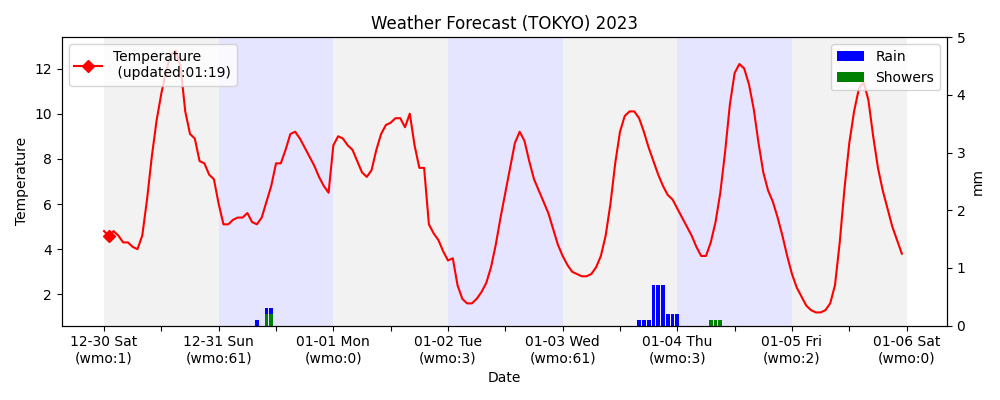 Weather Forecast (TOKYO) 2023
Temperature
(updated:01:19)
Rain
Showers
Temperature
12
10
8
6
4
2
5
4
3
2
1
0
mm
12-30 Sat
(wmo:1)
12-31 Sun
(wmo:61)
01-01 Mon
(wmo:0)
01-02 Tue
(wmo:3)
01-03 Wed
(wmo:61)
01-04 Thu
(wmo:3)
01-05 Fri
(wmo:2)
01-06 Sat
(wmo:0)
Date